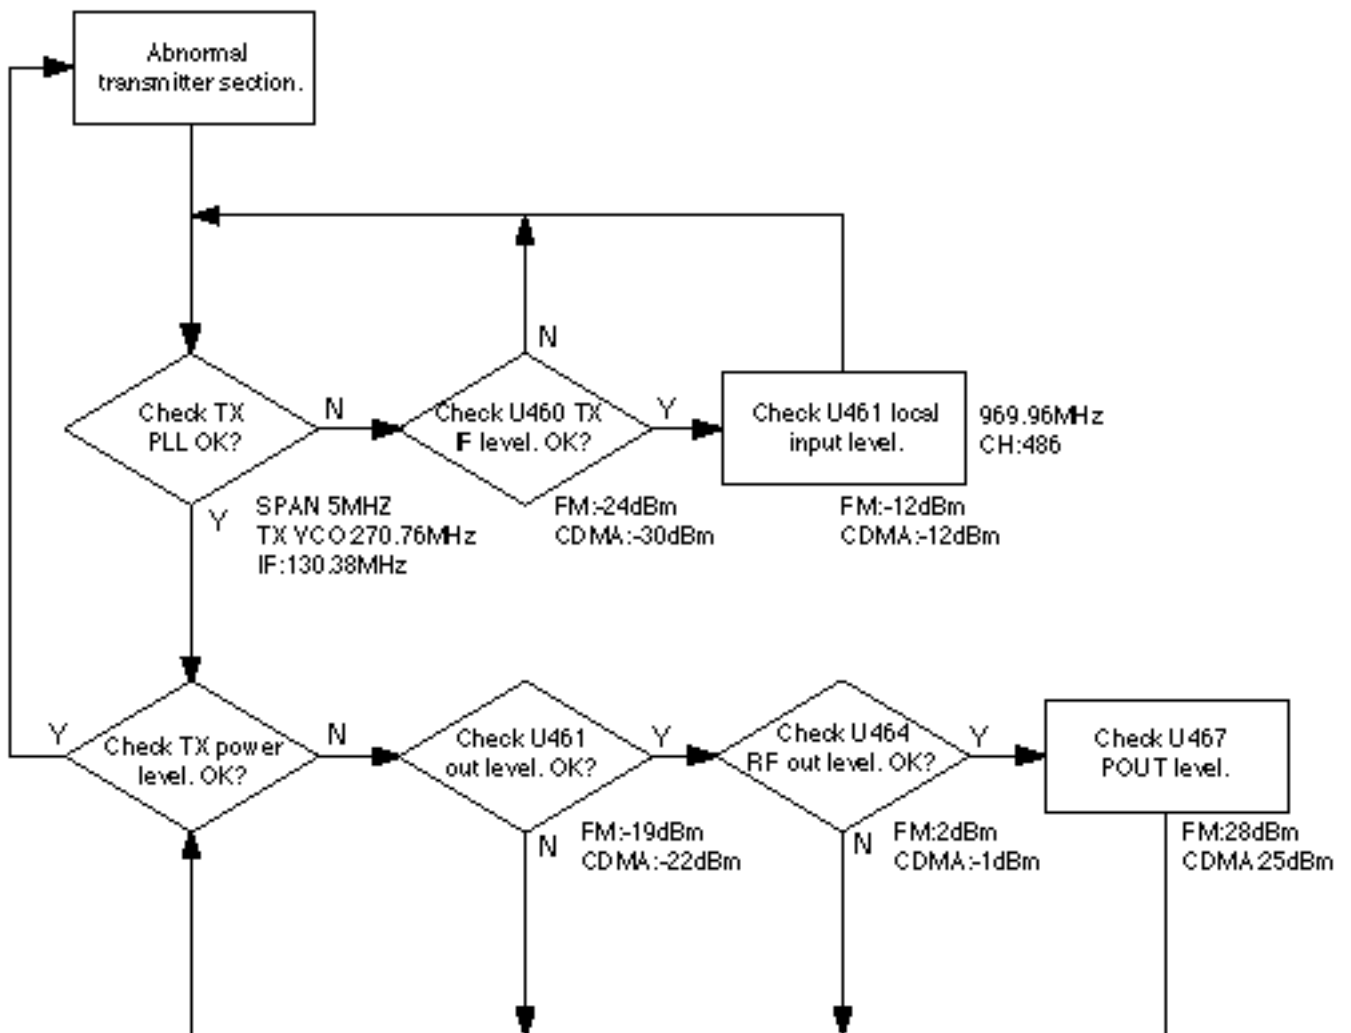 Abnormal
transmitter section.
N
Check TX
PLL OK?
N
Check U460 TX
IF level. OK?
Y
Check U461 local
input level.
969.96MHz
CH:486
Y
SPAN 5MHZ
TX VCO:270.76MHz
IF:130.38MHz
FM:-24dBm
CDMA:-30dBm
FM:-12dBm
CDMA:-12dBm
Y
Check TX power
level. OK?
N
Check U461
out level. OK?
Y
Check U464
RF out level. OK?
Y
Check U467
POUT level.
N
FM:-19dBm
CDMA:-22dBm
N
FM:2dBm
CDMA:-1dBm
FM:28dBm
CDMA:25dBm